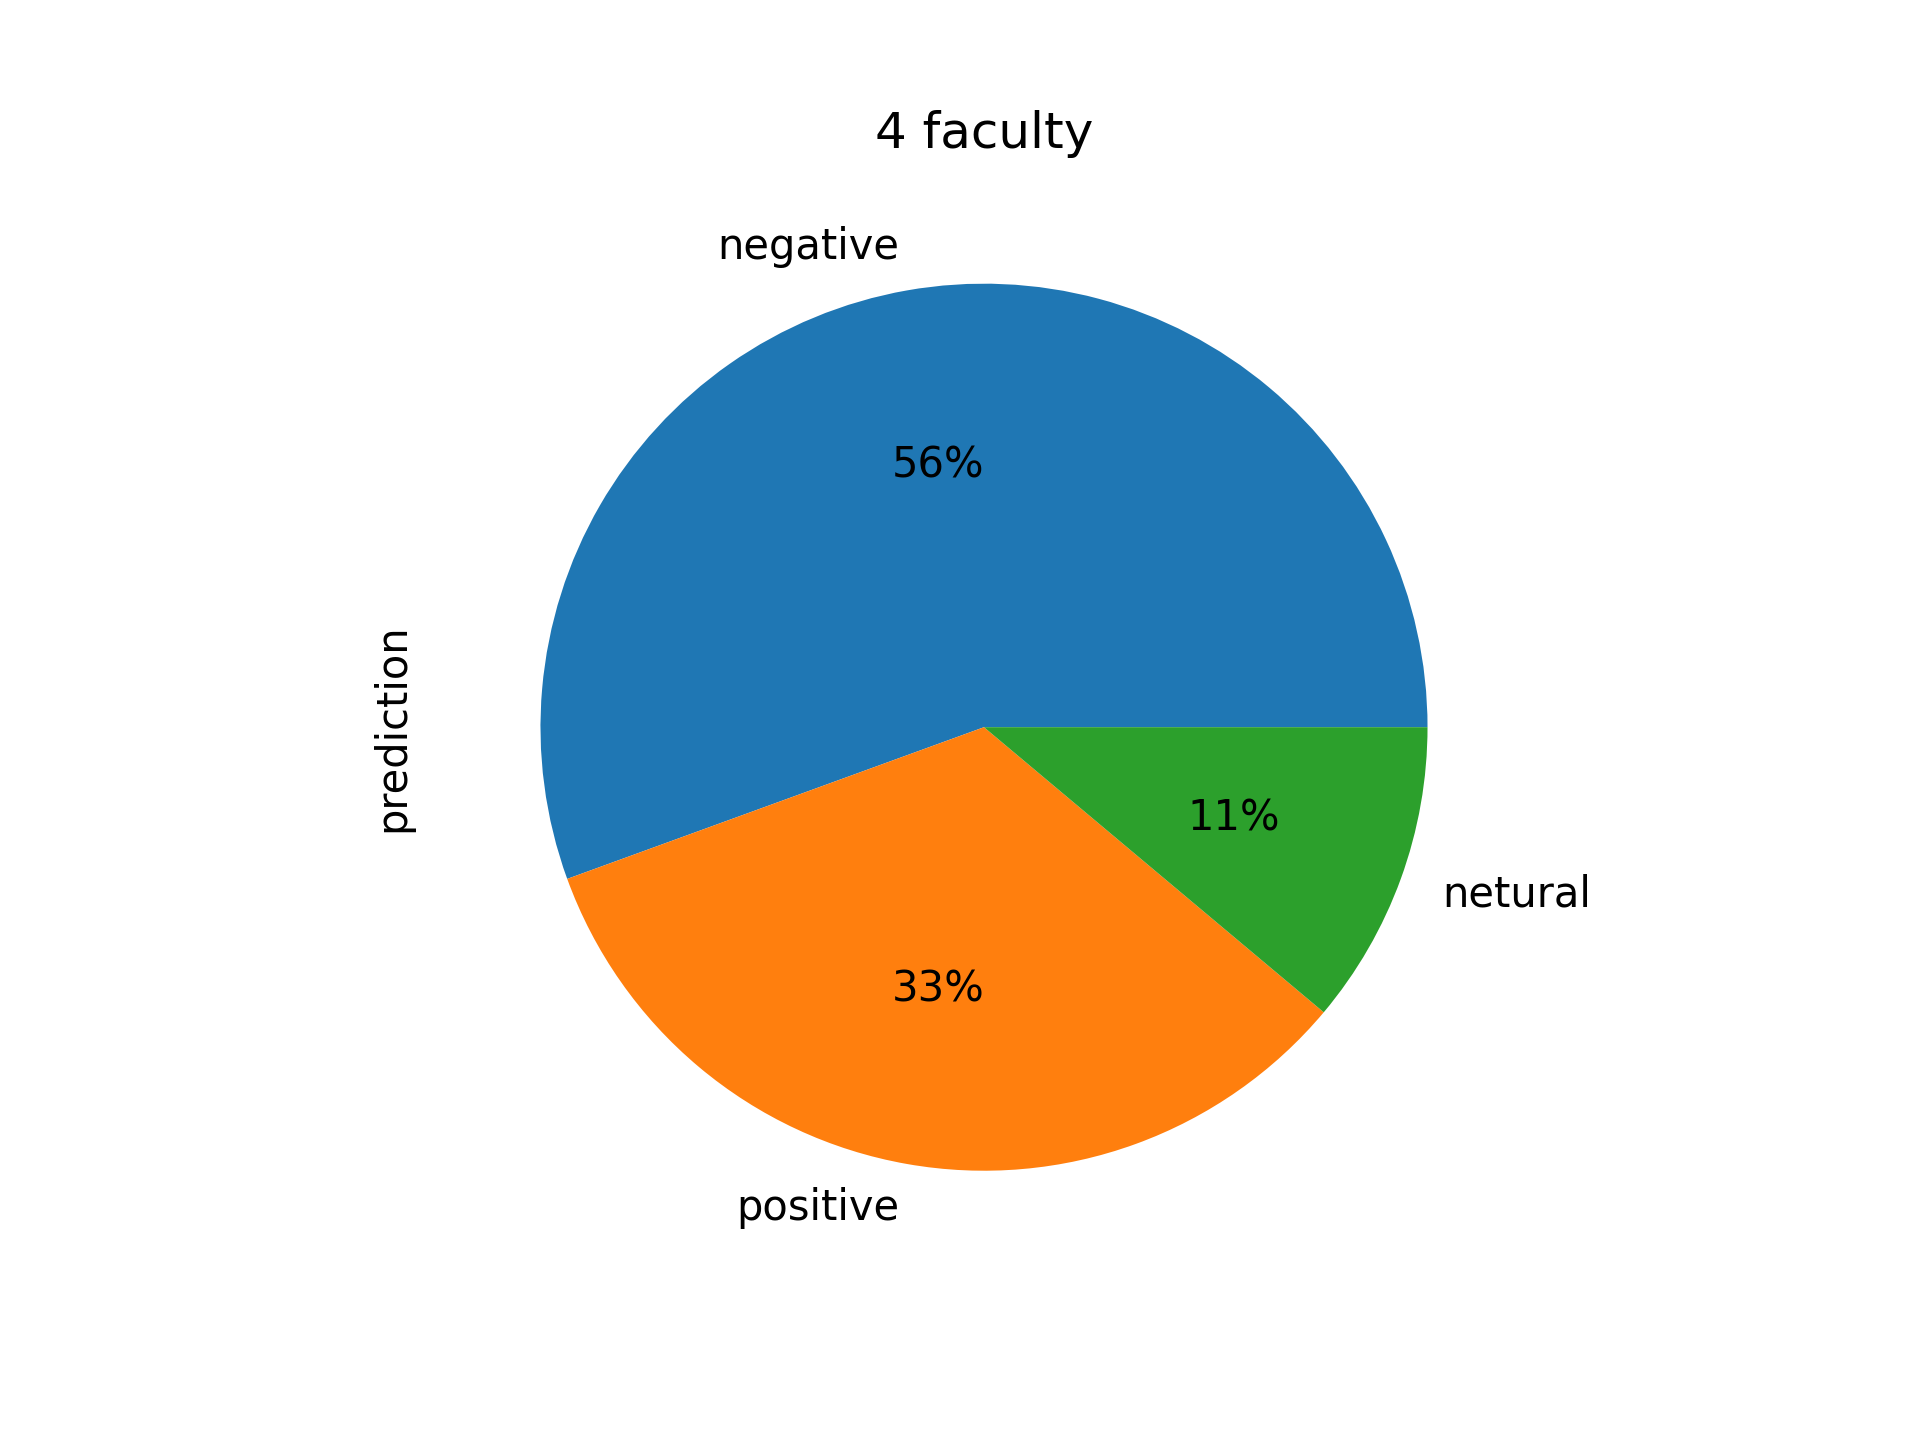 4 faculty
negative
56%
prediction
11%
netural
33%
positive